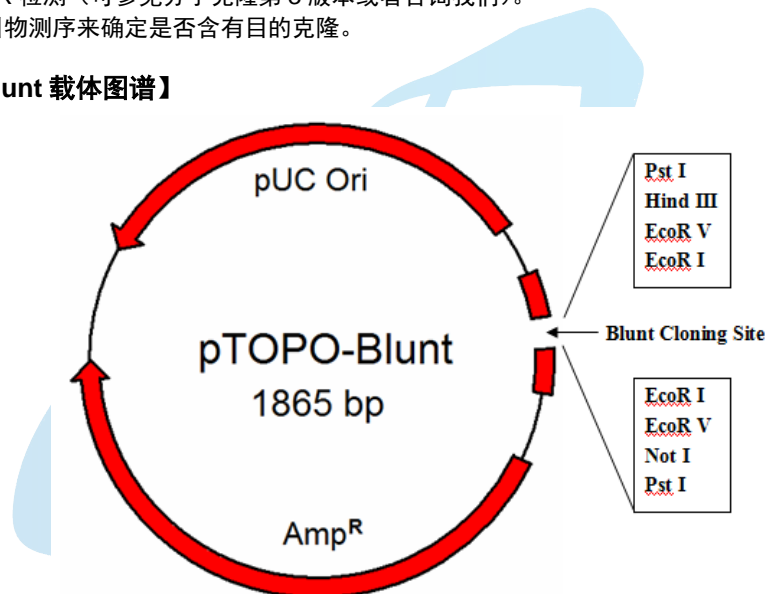 检测（可参见分子克隆第 3 版本或者咨询我们）。
物测序来确定是否含有目的克隆。
unt 载体图谱】
pUC Ori
pTOPO-Blunt
1865 bp
Amp^R
Pst I
Hind III
EcoR V
EcoR I
Blunt Cloning Site
EcoR I
EcoR V
Not I
Pst I